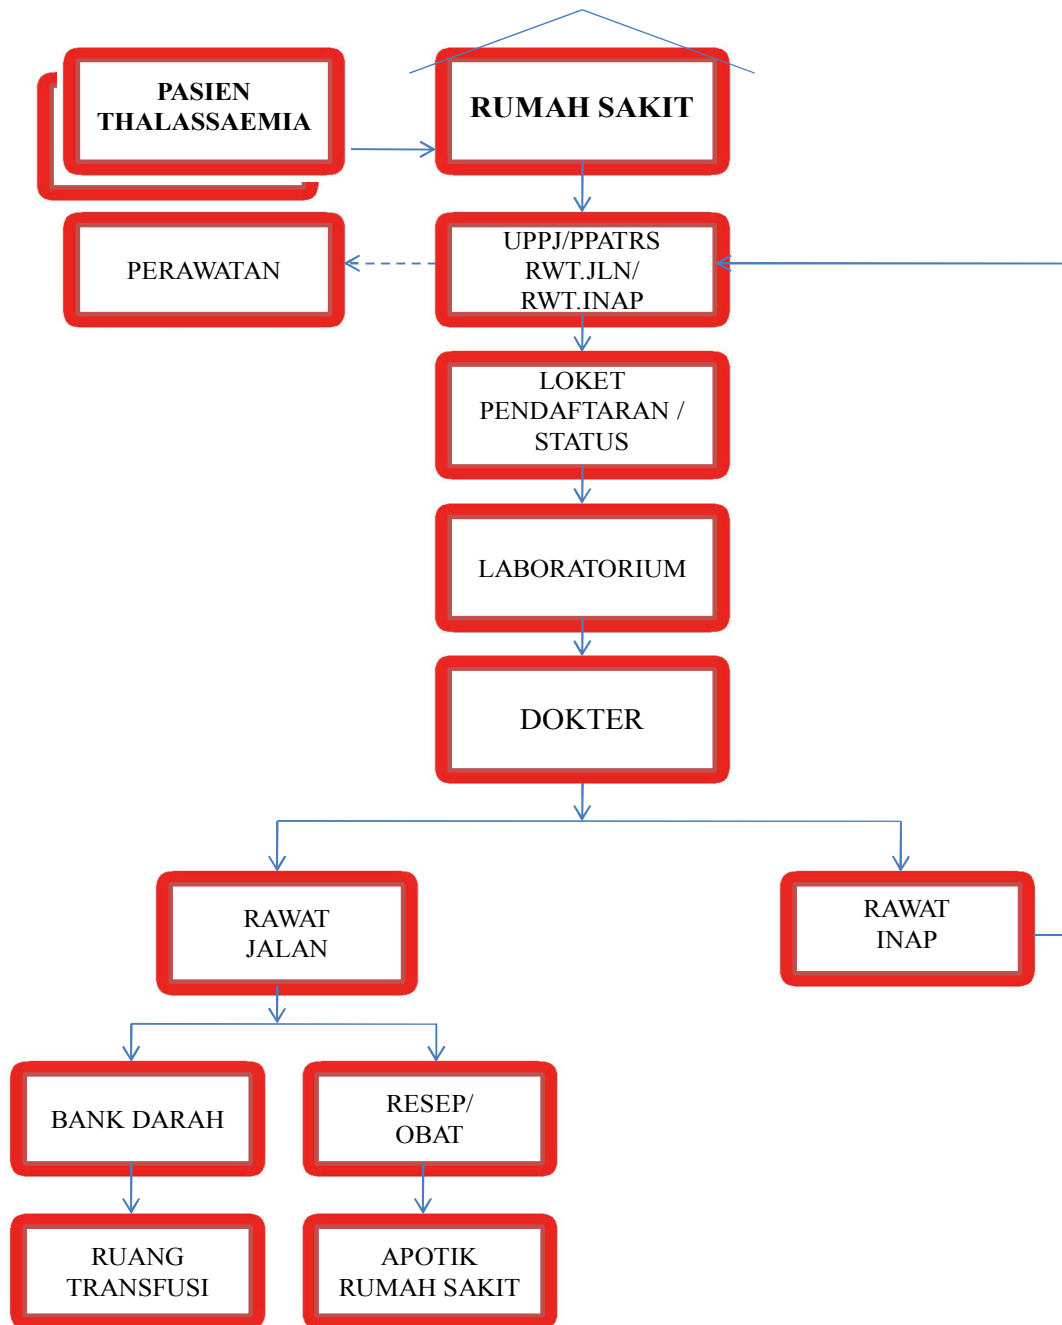 PASIEN
THALASSAEMIA
RUMAH SAKIT
PERAWATAN
UPPJ/PPATRS
RWT.JLN/
RWT.INAP
LOKET
PENDAFTARAN /
STATUS
LABORATORIUM
DOKTER
RAWAT
JALAN
RAWAT
INAP
BANK DARAH
RESEP/
OBAT
RUANG
TRANSFUSI
APOTIK
RUMAH SAKIT